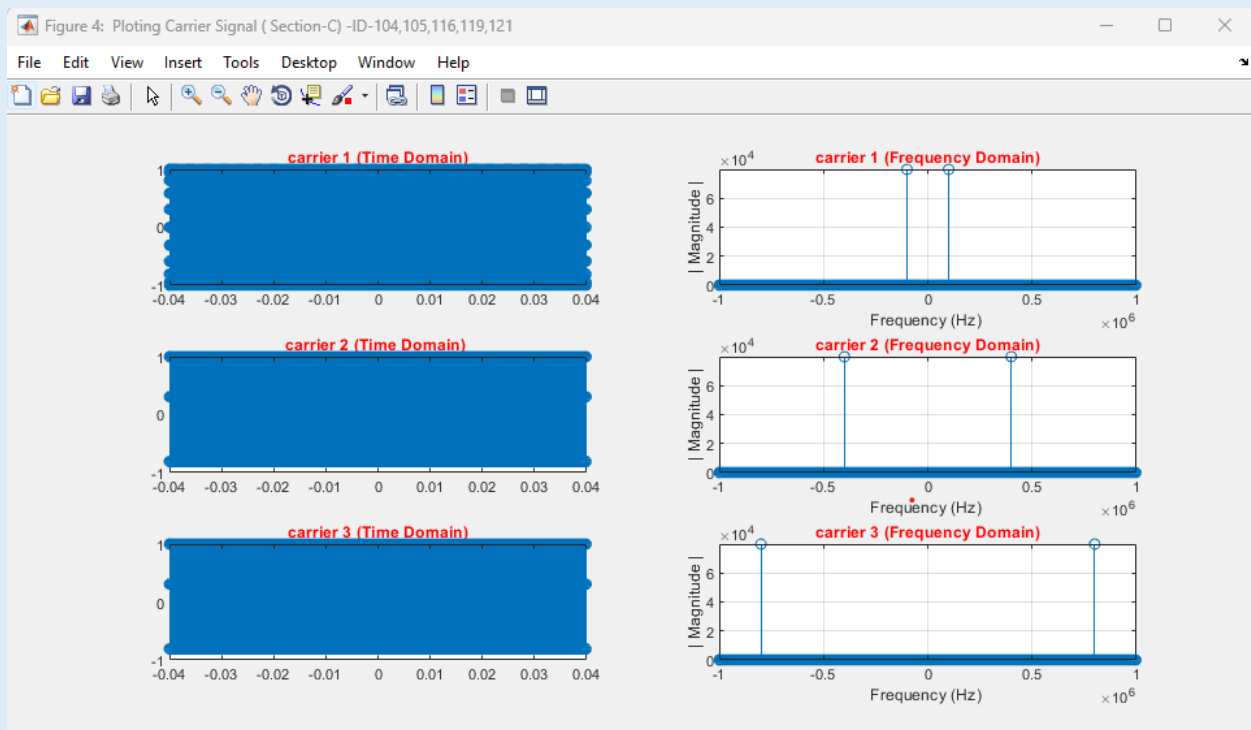 Figure 4: Ploting Carrier Signal ( Section-C) -ID-104,105,116,119,121
File Edit View Insert Tools Desktop Window Help
carrier 1 (Time Domain)
1
0
-1
-0.04 -0.03 -0.02 -0.01 0 0.01 0.02 0.03 0.04
carrier 1 (Frequency Domain)
×10^4
| Magnitude |
6
4
2
0
-1 -0.5 0 0.5 1
Frequency (Hz)
×10^6
carrier 2 (Time Domain)
1
0
-1
-0.04 -0.03 -0.02 -0.01 0 0.01 0.02 0.03 0.04
carrier 2 (Frequency Domain)
×10^4
| Magnitude |
6
4
2
0
-1 -0.5 0 0.5 1
Frequency (Hz)
×10^6
carrier 3 (Time Domain)
1
0
-1
-0.04 -0.03 -0.02 -0.01 0 0.01 0.02 0.03 0.04
carrier 3 (Frequency Domain)
×10^4
| Magnitude |
6
4
2
0
-1 -0.5 0 0.5 1
Frequency (Hz)
×10^6